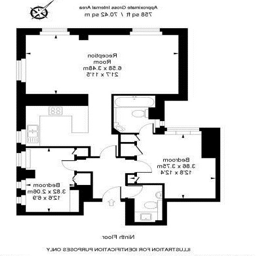 Approximate Gross Internal Area
758 sq ft / 70.42 sq m
Reception
Room
6.58 x 3.48m
21'7 x 11'5
Bedroom
3.86 x 3.75m
12'8 x 12'4
Bedroom
3.82 x 2.06m
12'6 x 6'9
Ninth Floor
ILLUSTRATION FOR IDENTIFICATION PURPOSES ONLY.